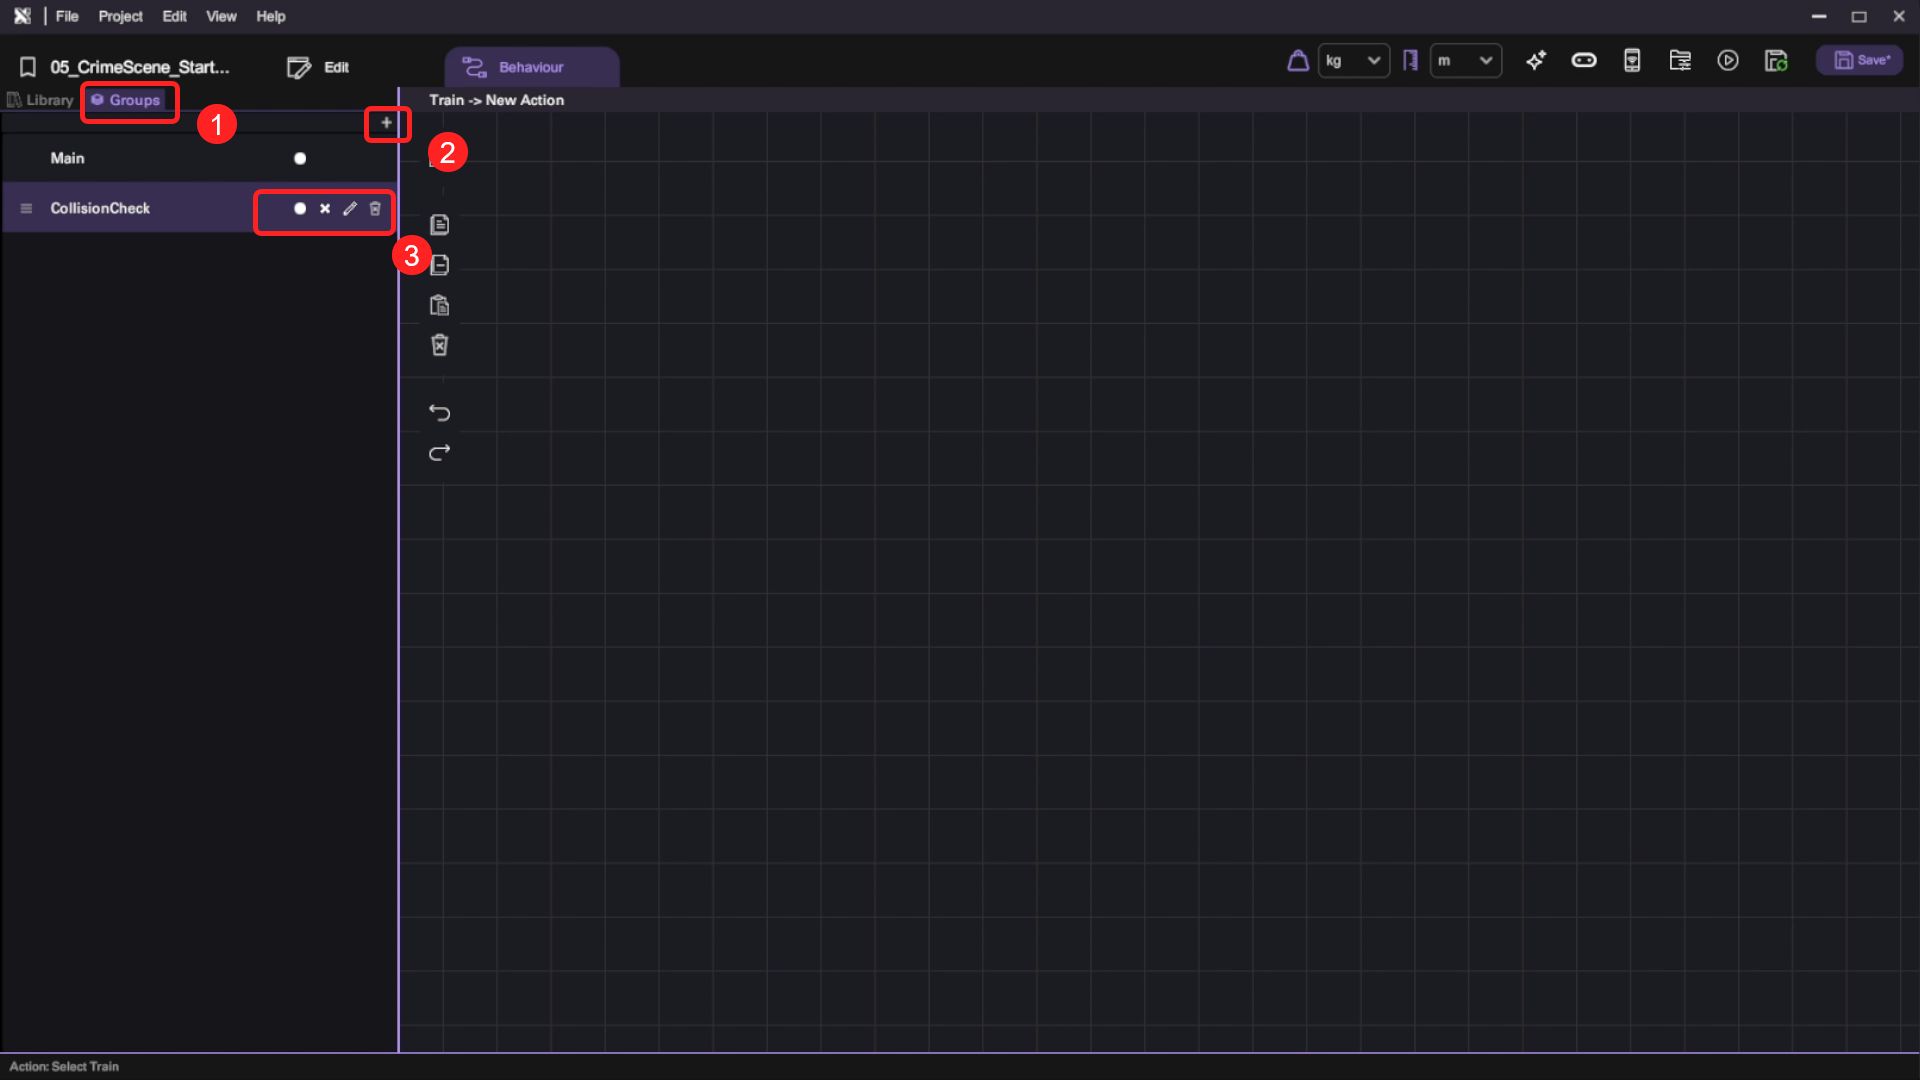 File Project Edit View Help
05_CrimeScene_Start... Edit Behaviour kg m Save*
Library Groups Train -> New Action
1
2
Main
CollisionCheck
3
Action: Select Train